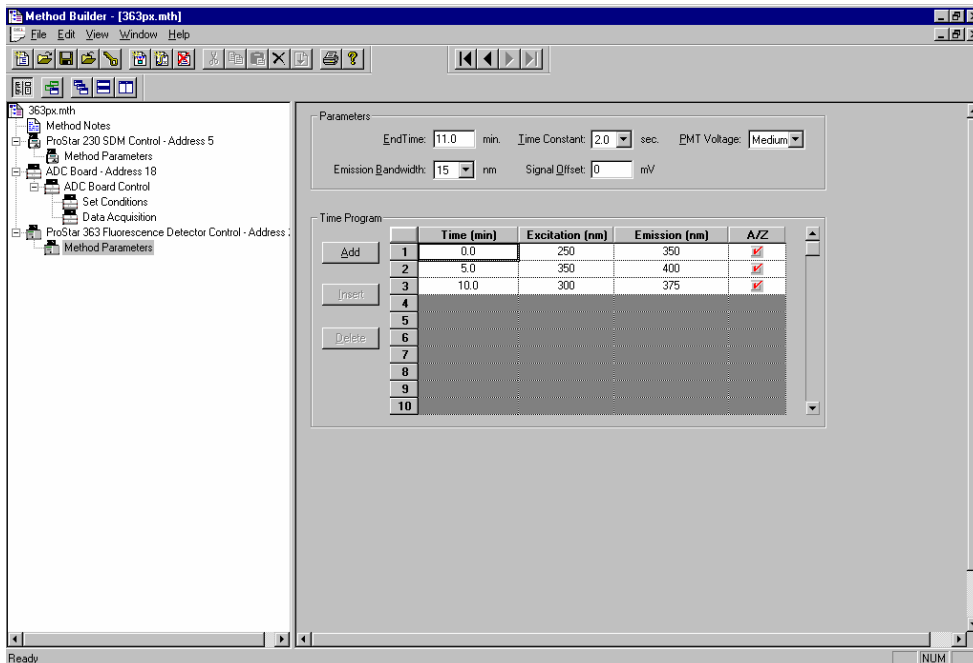 Method Builder - [363px.mth]
File Edit View Window Help
363px.mth
Method Notes
ProStar 230 SDM Control - Address 5
Method Parameters
ADC Board - Address 18
ADC Board Control
Set Conditions
Data Acquisition
ProStar 363 Fluorescence Detector Control - Address
Method Parameters
Parameters
EndTime: 11.0 min. Time Constant: 2.0 sec. PMT Voltage: Medium
Emission Bandwidth: 15 nm Signal Offset: 0 mV
Time Program
Add
Insert
Delete
Time (min) Excitation (nm) Emission (nm) A/Z
1 0.0 250 350
2 5.0 350 400
3 10.0 300 375
4
5
6
7
8
9
10
Ready NUM